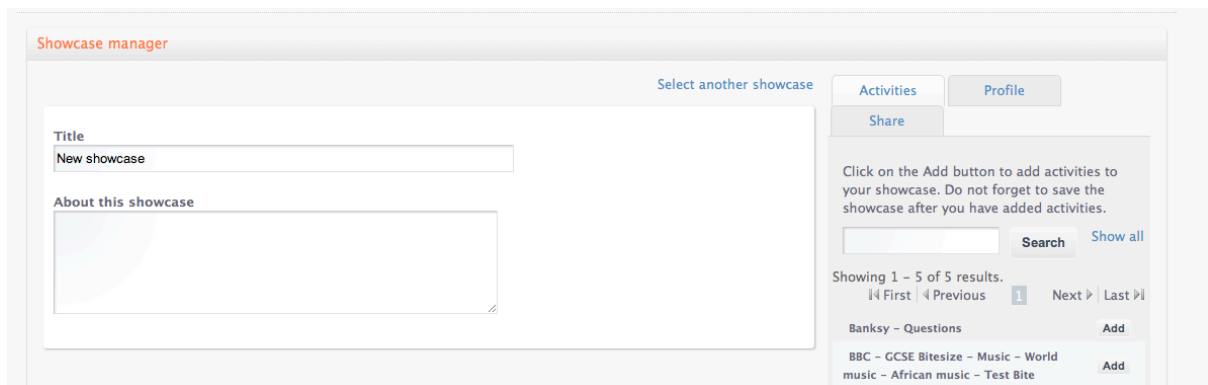 Showcase manager
Select another showcase
Title
New showcase
About this showcase
Activities
Profile
Share
Click on the Add button to add activities to
your showcase. Do not forget to save the
showcase after you have added activities.
Search
Show all
Showing 1 – 5 of 5 results.
First Previous 1 Next Last
Banksy – Questions Add
BBC – GCSE Bitesize – Music – World
music – African music – Test Bite
Add